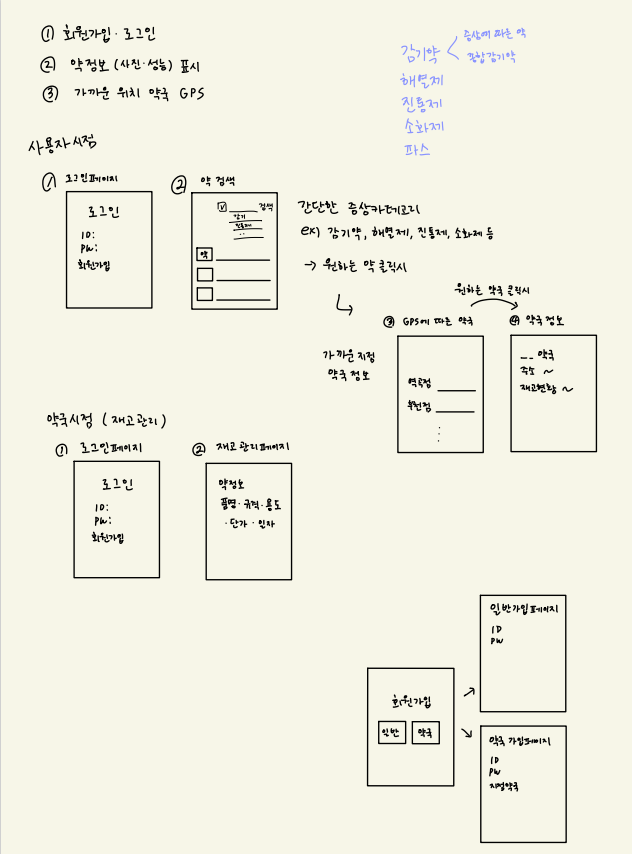 ① 회원가입 · 로그인
② 약정보 (사진·성능) 표시
③ 가까운 위치 약국 GPS
감기약 < 증상에 따른 약
종합감기약
해열제
진통제
소화제
파스
사용자시점
① 로그인페이지
로그인
ID:
PW:
회원가입
② 약 검색
V 검색
감기
진통제
..
약
간단한 증상카테고리
ex) 감기약, 해열제, 진통제, 소화제 등
→ 원하는 약 클릭시
가까운지점
약국정보
③ GPS에 따른 약국
역곡점
부천점
원하는 약국 클릭시
④ 약국정보
__ 약국
주소 ~
재고현황 ~
약국시점 (재고관리)
① 로그인페이지
로그인
ID:
PW:
회원가입
② 재고관리페이지
약정보
품명·규격·용도
·단가·일자
회원가입
일반 약국
일반가입페이지
ID
PW
약국가입페이지
ID
PW
지정약국